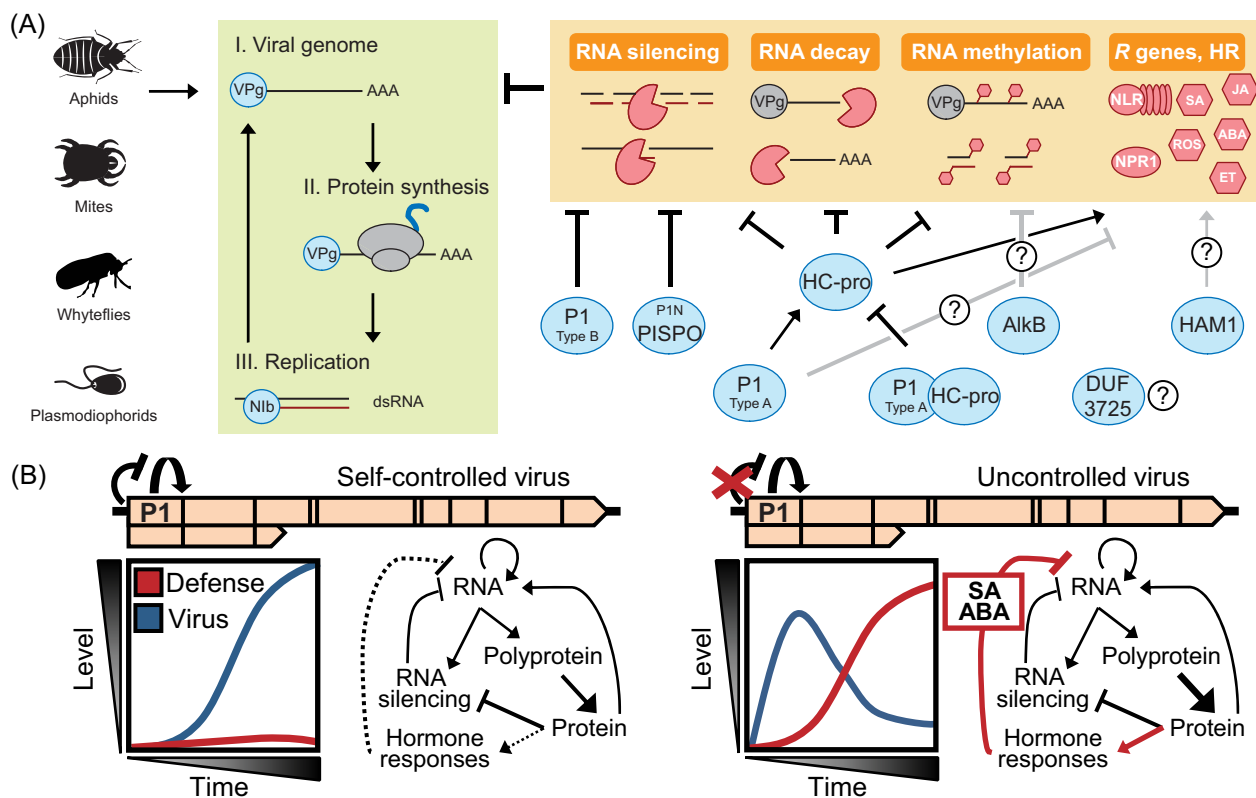 (A)
Aphids
Mites
Whyteflies
Plasmodiophorids
I. Viral genome
VPg
AAA
II. Protein synthesis
VPg
AAA
III. Replication
NIb
dsRNA
RNA silencing
RNA decay
RNA methylation
R genes, HR
VPg
AAA
VPg
AAA
NLR
SA
JA
ROS
ABA
NPR1
ET
P1
Type B
P1N
PISPO
HC-pro
?
AlkB
?
HAM1
?
P1
Type A
P1
Type A
HC-pro
DUF
3725
?
(B)
Self-controlled virus
P1
Defense
Virus
Level
Time
RNA
Polyprotein
RNA
silencing
Protein
Hormone
responses
Uncontrolled virus
P1
Level
Time
SA
ABA
RNA
Polyprotein
RNA
silencing
Protein
Hormone
responses